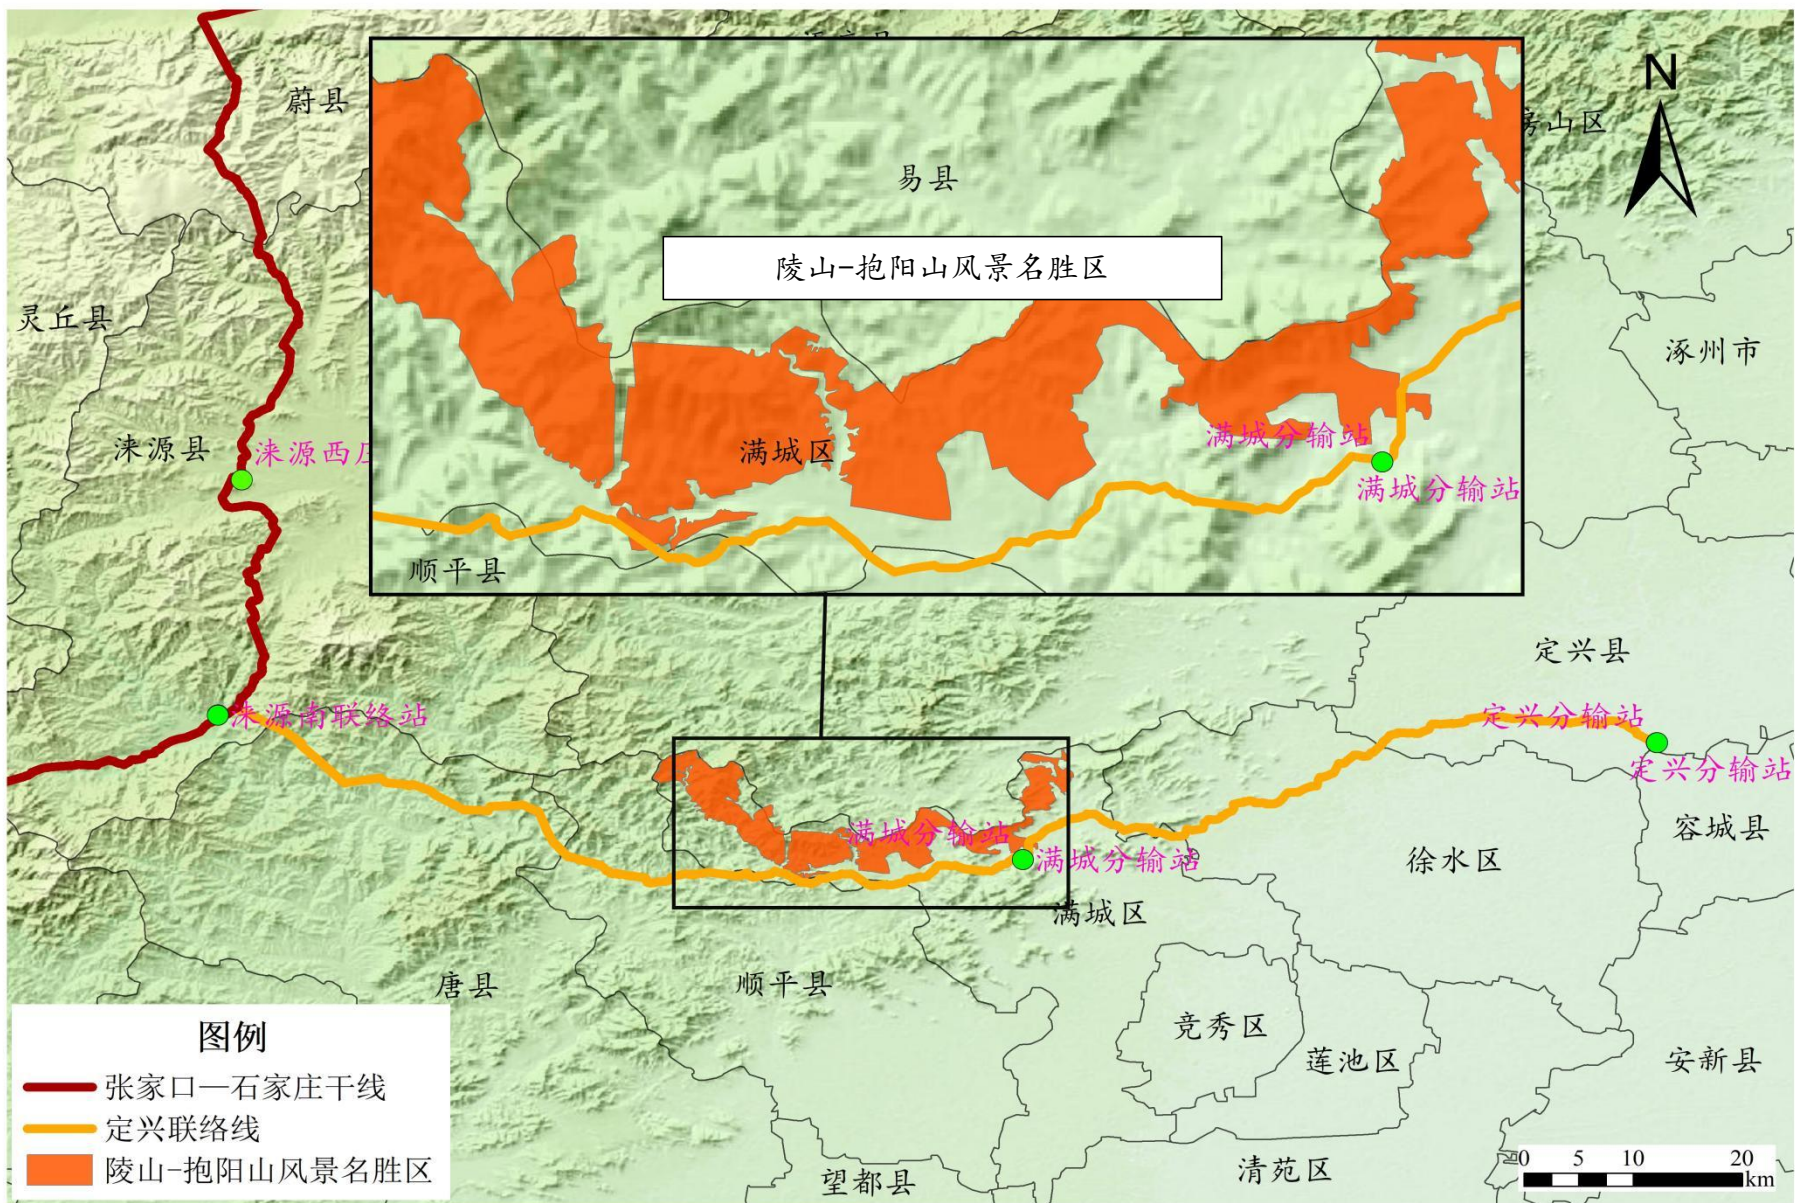 N
蔚县
房山区
易县
陵山-抱阳山风景名胜区
灵丘县
涿州市
涞源县
涞源西
满城区
满城分输站
满城分输站
顺平县
定兴县
涞源南联络站
定兴分输站
定兴分输站
容城县
满城分输站
满城分输站
徐水区
满城区
唐县
顺平县
竞秀区
莲池区
安新县
望都县
清苑区
图例
张家口—石家庄干线
定兴联络线
陵山-抱阳山风景名胜区
0 5 10 20
km